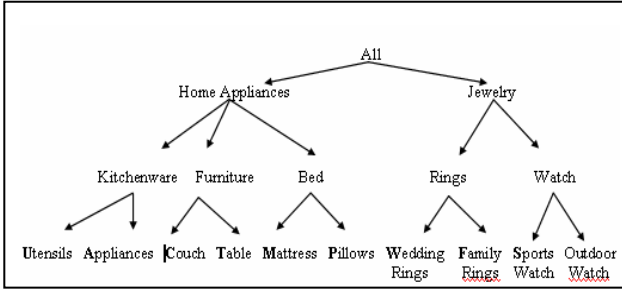 All
Home Appliances Jewelry
Kitchenware Furniture Bed Rings Watch
Utensils Appliances Couch Table Mattress Pillows Wedding Family Sports Outdoor
Rings Rings Watch Watch